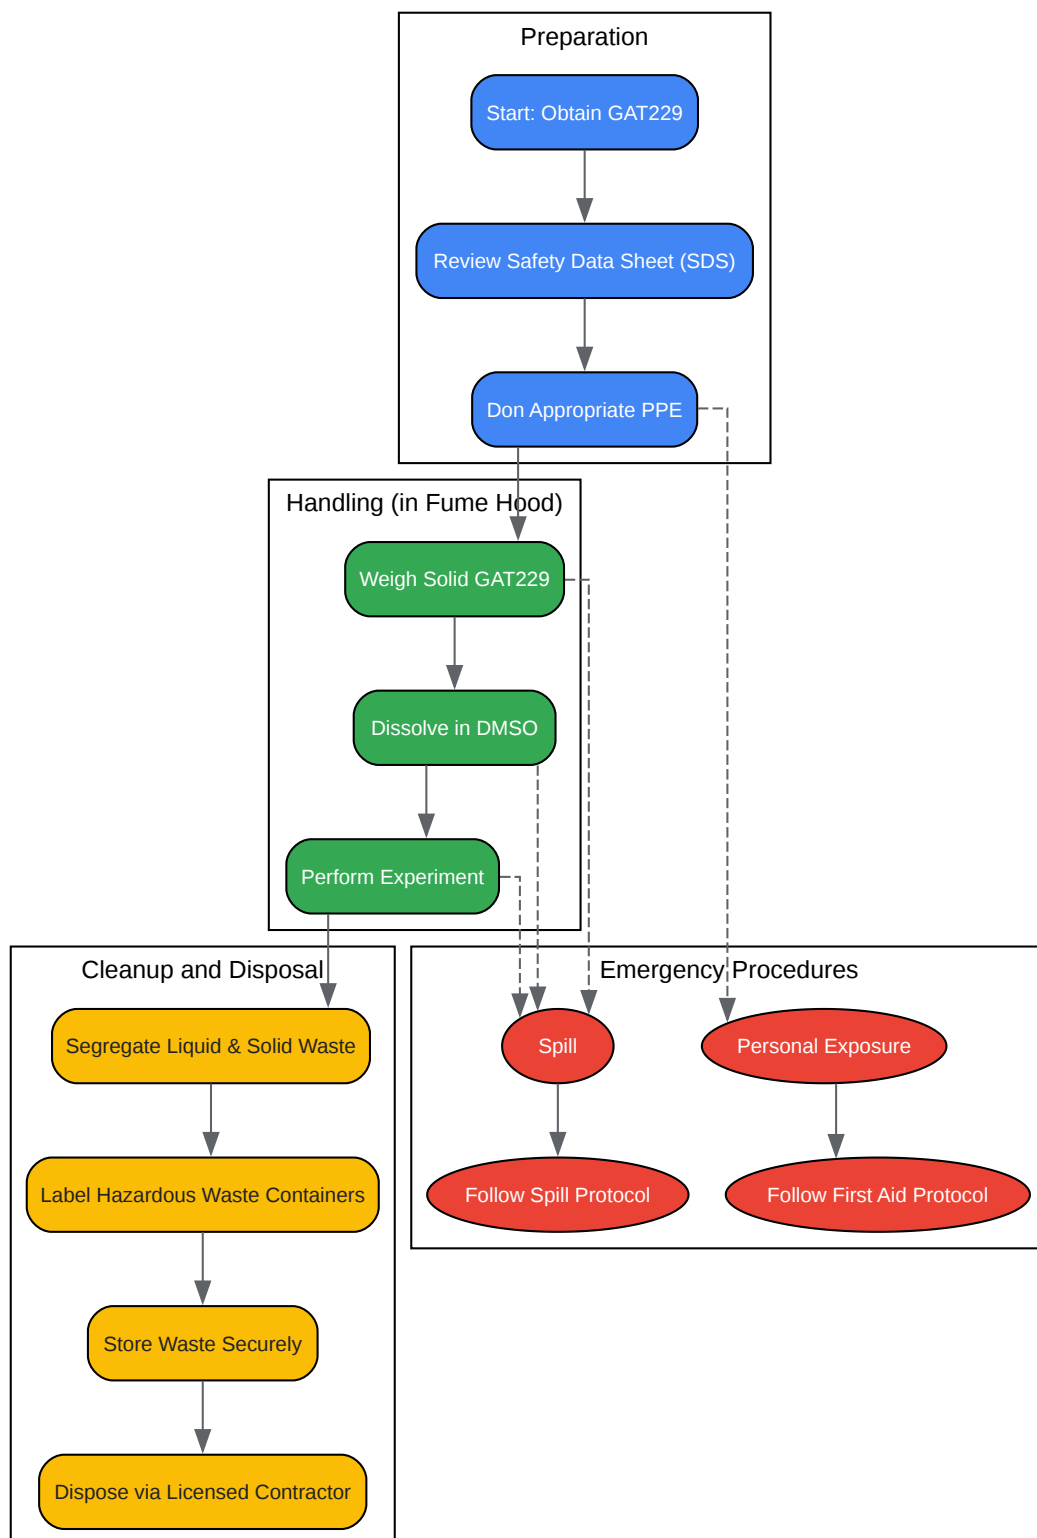 Preparation
Start: Obtain GAT229
Review Safety Data Sheet (SDS)
Don Appropriate PPE
Handling (in Fume Hood)
Weigh Solid GAT229
Dissolve in DMSO
Perform Experiment
Cleanup and Disposal
Segregate Liquid & Solid Waste
Label Hazardous Waste Containers
Store Waste Securely
Dispose via Licensed Contractor
Emergency Procedures
Spill
Personal Exposure
Follow Spill Protocol
Follow First Aid Protocol